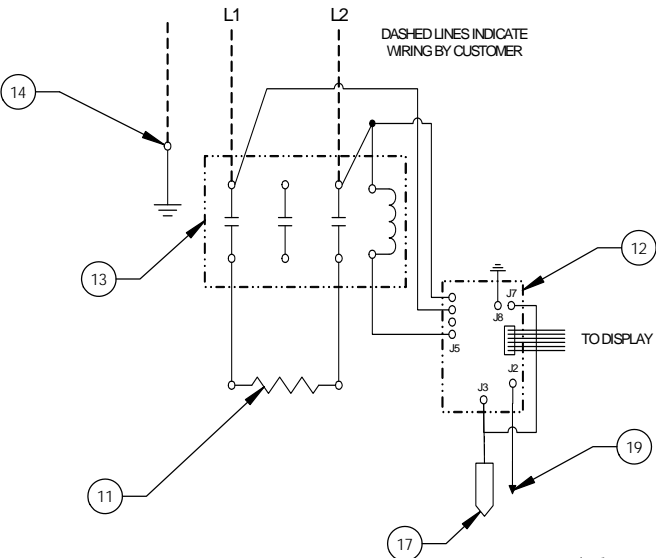 L1
L2
DASHED LINES INDICATE
WIRING BY CUSTOMER
14
13
12
J7
J8
J5
TO DISPLAY
J2
J3
11
19
17